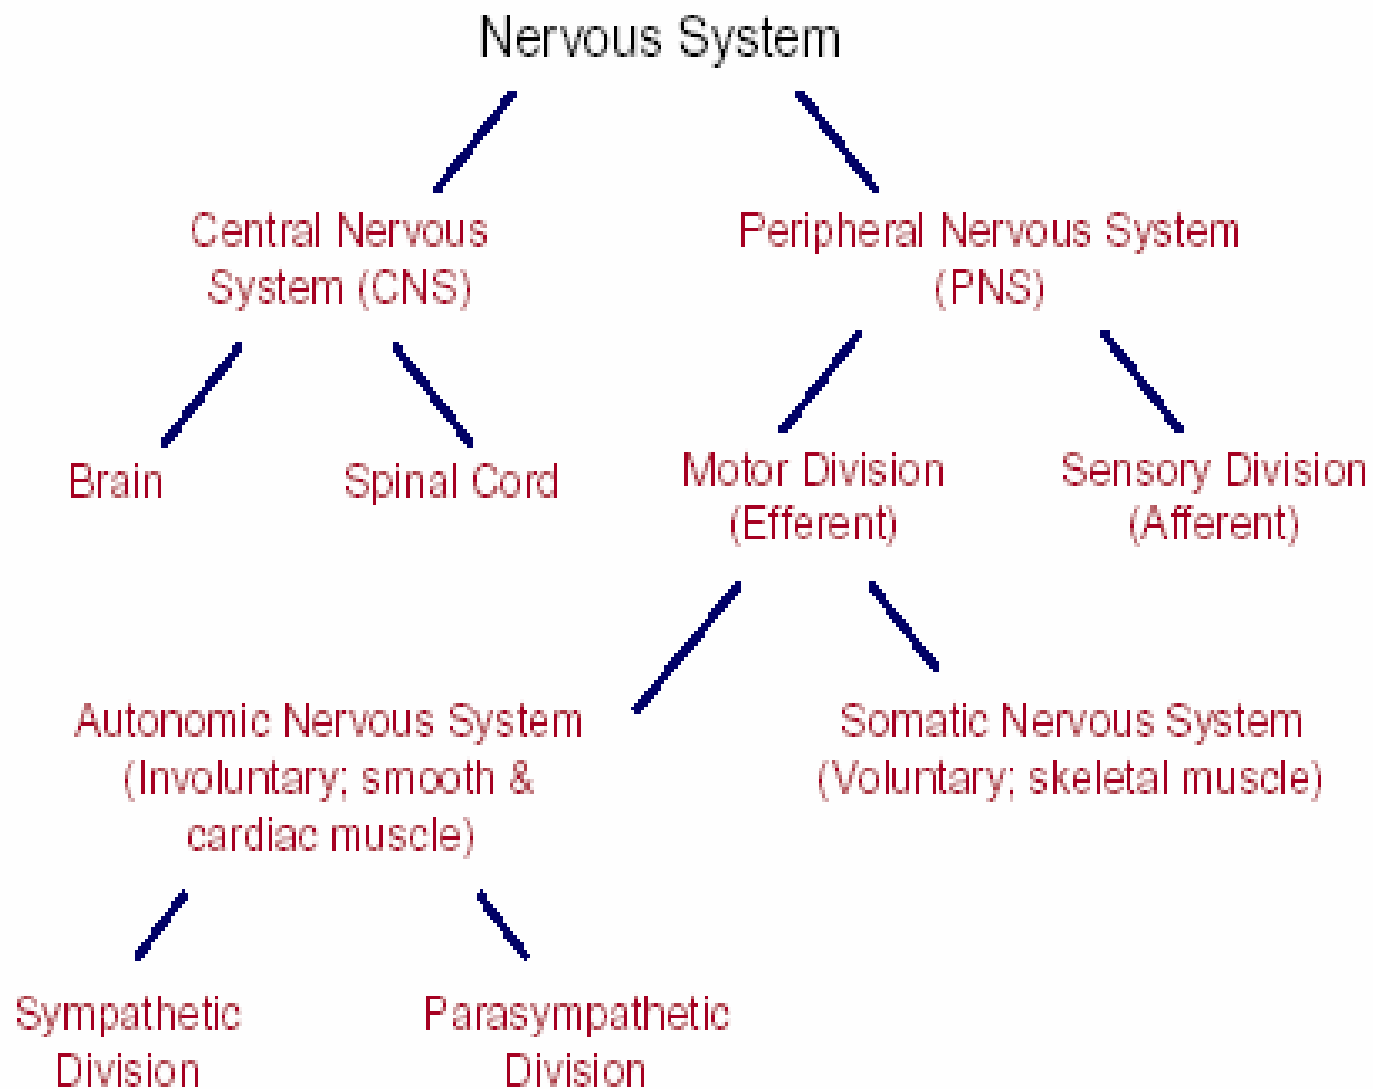 Nervous System
Central Nervous
System (CNS)
Peripheral Nervous System
(PNS)
Brain
Spinal Cord
Motor Division
(Efferent)
Sensory Division
(Afferent)
Autonomic Nervous System
(Involuntary; smooth &
cardiac muscle)
Somatic Nervous System
(Voluntary; skeletal muscle)
Sympathetic
Division
Parasympathetic
Division